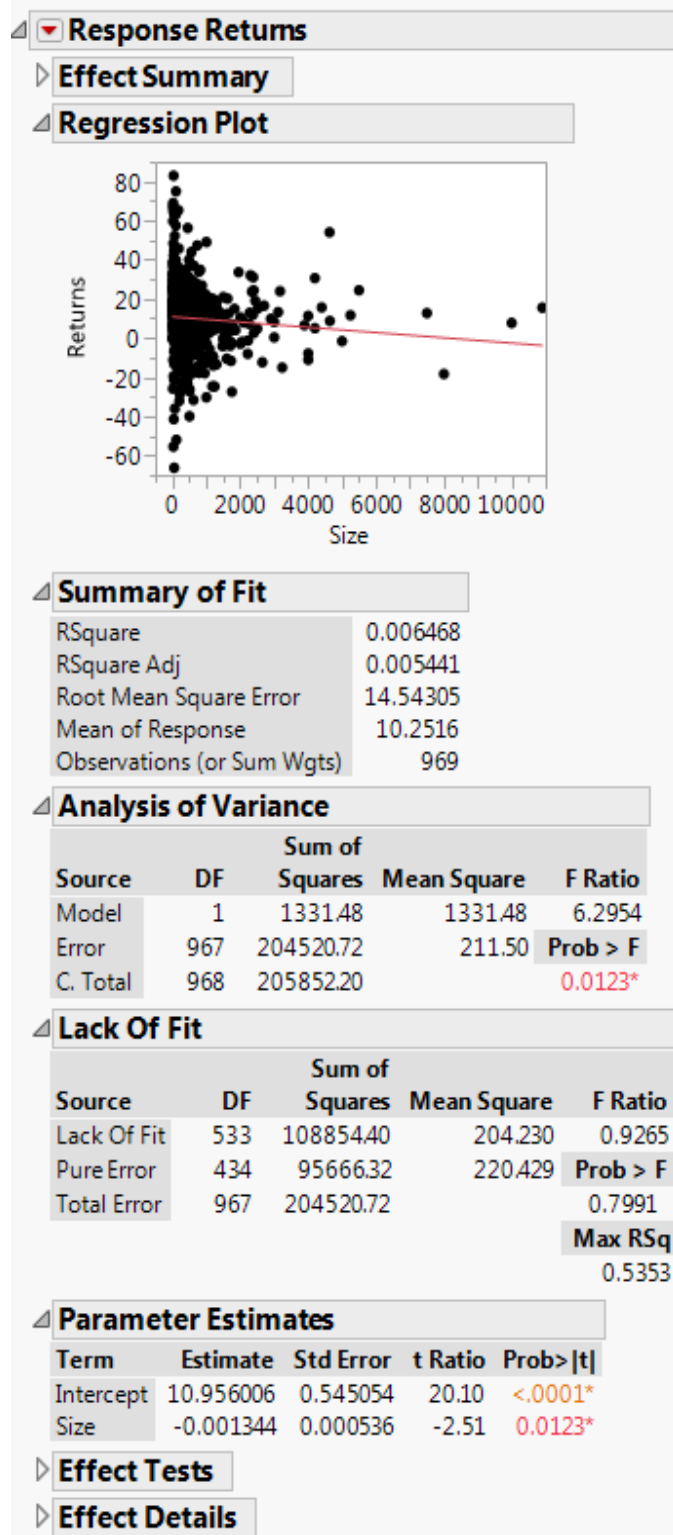 Response Returns
Effect Summary
Regression Plot
80
60
40
20
0
-20
-40
-60
Returns
0 2000 4000 6000 8000 10000
Size
Summary of Fit
RSquare 0.006468
RSquare Adj 0.005441
Root Mean Square Error 14.54305
Mean of Response 10.2516
Observations (or Sum Wgts) 969
Analysis of Variance
Sum of
Source DF Squares Mean Square F Ratio
Model 1 1331.48 1331.48 6.2954
Error 967 204520.72 211.50 Prob > F
C. Total 968 205852.20 0.0123*
Lack Of Fit
Sum of
Source DF Squares Mean Square F Ratio
Lack Of Fit 533 108854.40 204.230 0.9265
Pure Error 434 95666.32 220.429 Prob > F
Total Error 967 204520.72 0.7991
Max RSq
0.5353
Parameter Estimates
Term Estimate Std Error t Ratio Prob>|t|
Intercept 10.956006 0.545054 20.10 <.0001*
Size -0.001344 0.000536 -2.51 0.0123*
Effect Tests
Effect Details